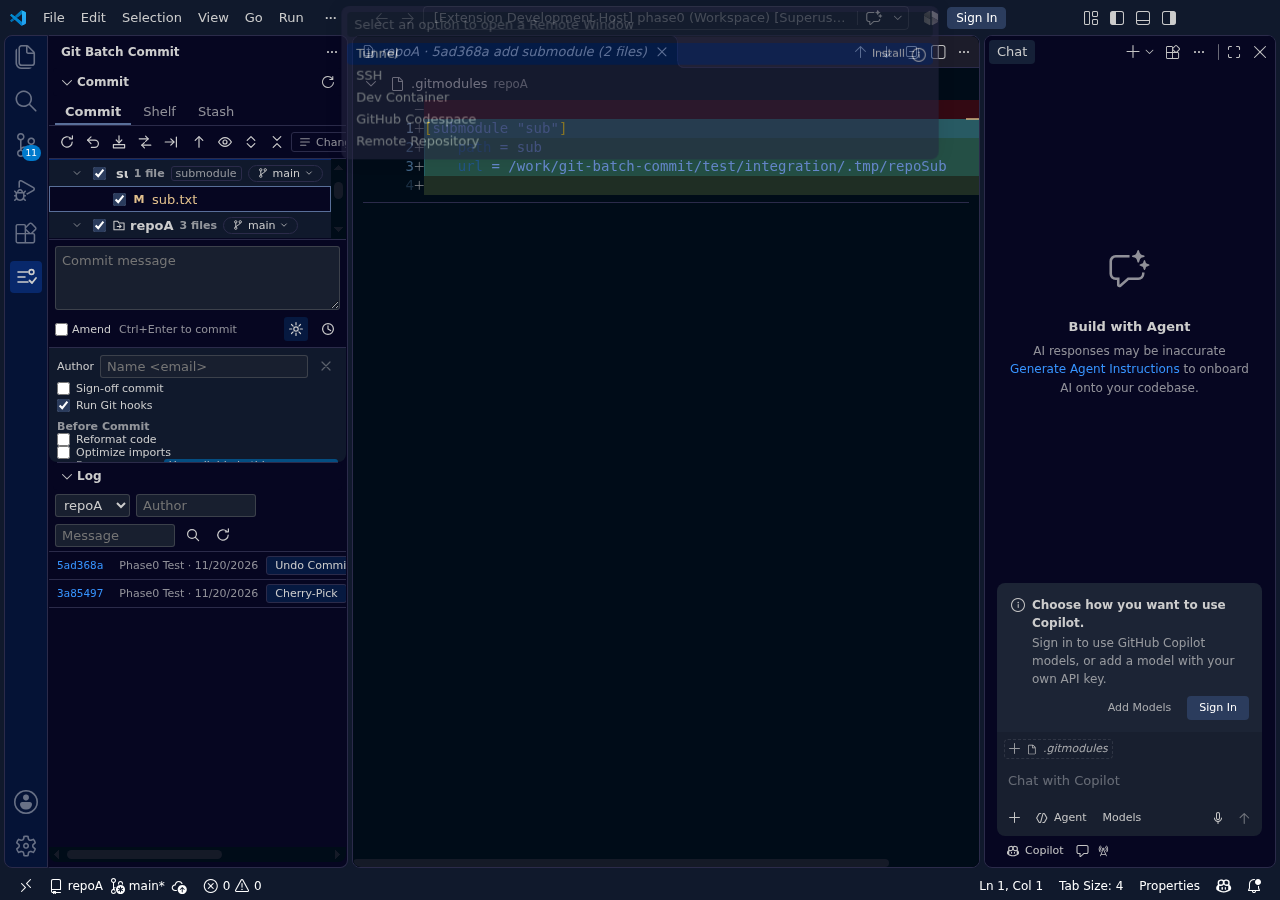 File Edit Selection View Go Run
Select an option to open a Remote Window
[Extension Development Host] phase0 (Workspace) [Superus...
Sign In
Git Batch Commit
Commit
Commit Shelf Stash
Chan
11
su 1 file submodule main
M sub.txt
repoA 3 files main
Commit message
Amend Ctrl+Enter to commit
Author Name <email>
Sign-off commit
Run Git hooks
Before Commit
Reformat code
Optimize imports
Log
repoA Author
Message
5ad368a Phase0 Test · 11/20/2026 Undo Commi
3a85497 Phase0 Test · 11/20/2026 Cherry-Pick
repoA · 5ad368a add submodule (2 files)
Tunnel Install
SSH
Dev Container
GitHub Codespace
Remote Repository
.gitmodules repoA
1+ [submodule "sub"]
2+ = sub
3+ url = /work/git-batch-commit/test/integration/.tmp/repoSub
4+
Chat
Build with Agent
AI responses may be inaccurate
Generate Agent Instructions to onboard
AI onto your codebase.
Choose how you want to use
Copilot.
Sign in to use GitHub Copilot
models, or add a model with your
own API key.
Add Models Sign In
.gitmodules
Chat with Copilot
Agent Models
Copilot
repoA main* 0 0
Ln 1, Col 1 Tab Size: 4 Properties